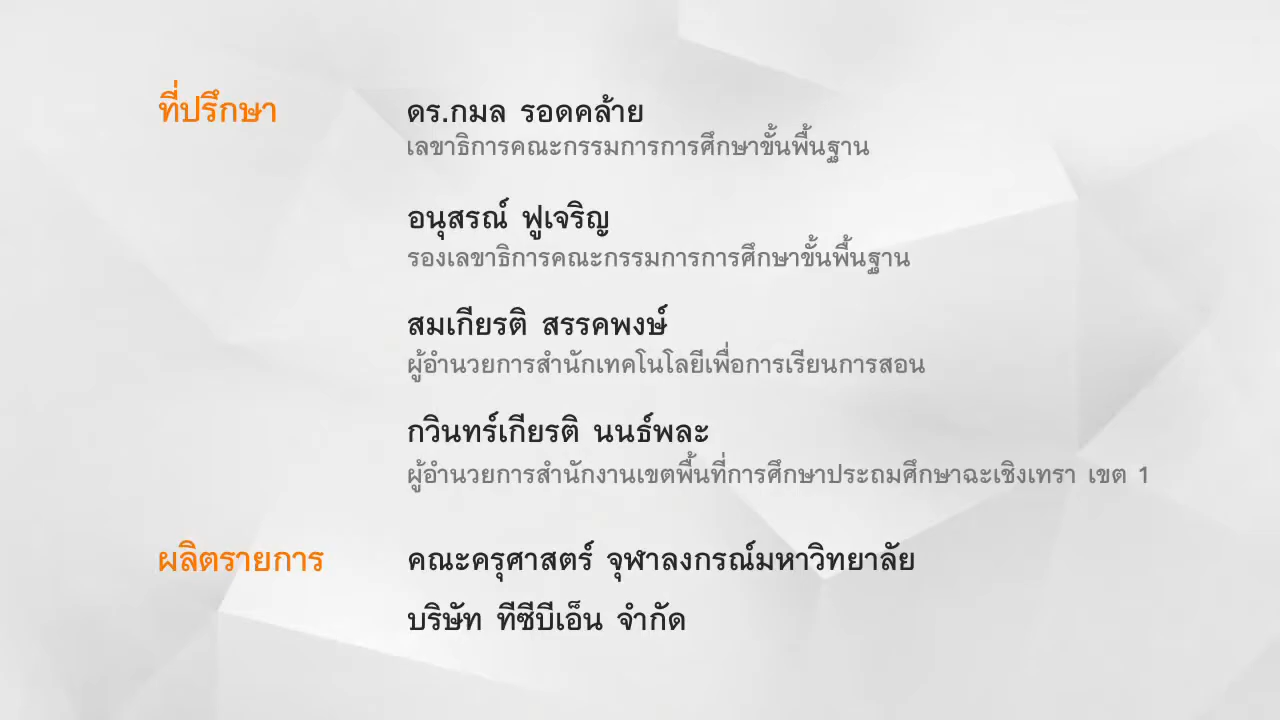 ที่ปรึกษา ดร.กมล รอดคล้าย
เลขาธิการคณะกรรมการการศึกษาขั้นพื้นฐาน
อนุสรณ์ ฟูเจริญ
รองเลขาธิการคณะกรรมการการศึกษาขั้นพื้นฐาน
สมเกียรติ สรรคพงษ์
ผู้อำนวยการสำนักเทคโนโลยีเพื่อการเรียนการสอน
กวินทร์เกียรติ นนธ์พละ
ผู้อำนวยการสำนักงานเขตพื้นที่การศึกษาประถมศึกษาฉะเชิงเทรา เขต 1
ผลิตรายการ คณะครุศาสตร์ จุฬาลงกรณ์มหาวิทยาลัย
บริษัท ทีซีบีเอ็น จำกัด